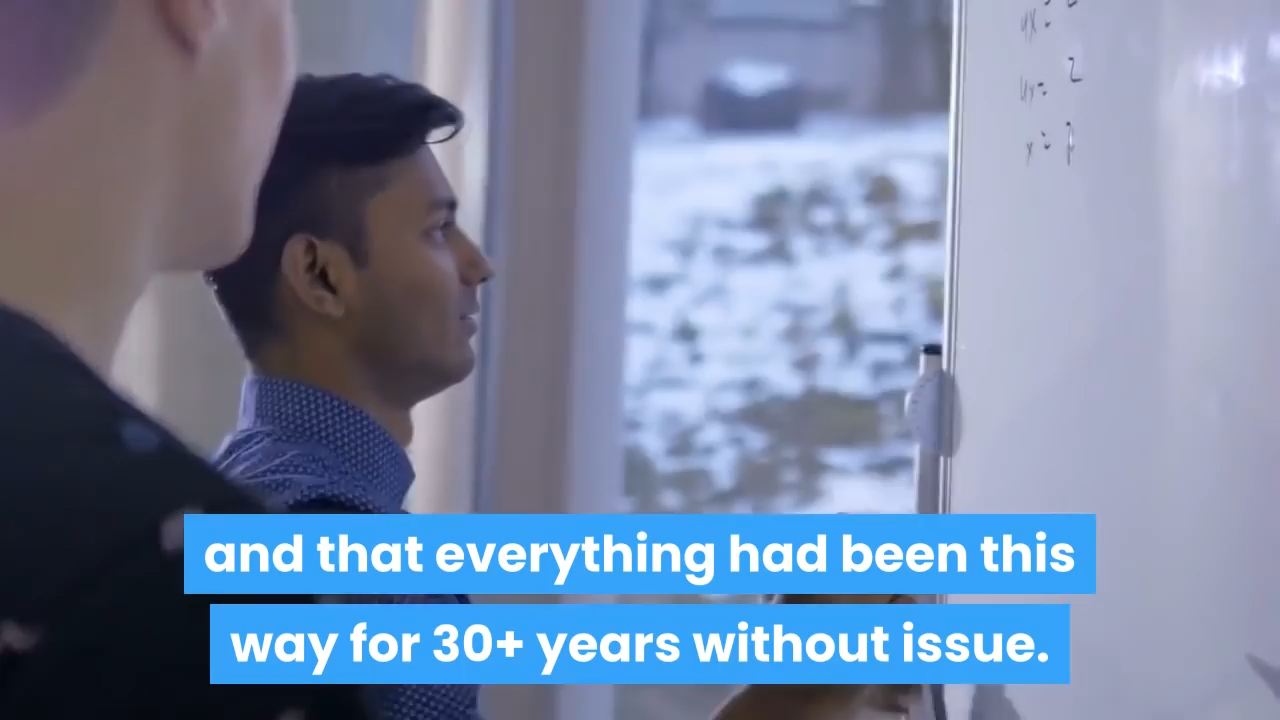 and that everything had been this
way for 30+ years without issue.